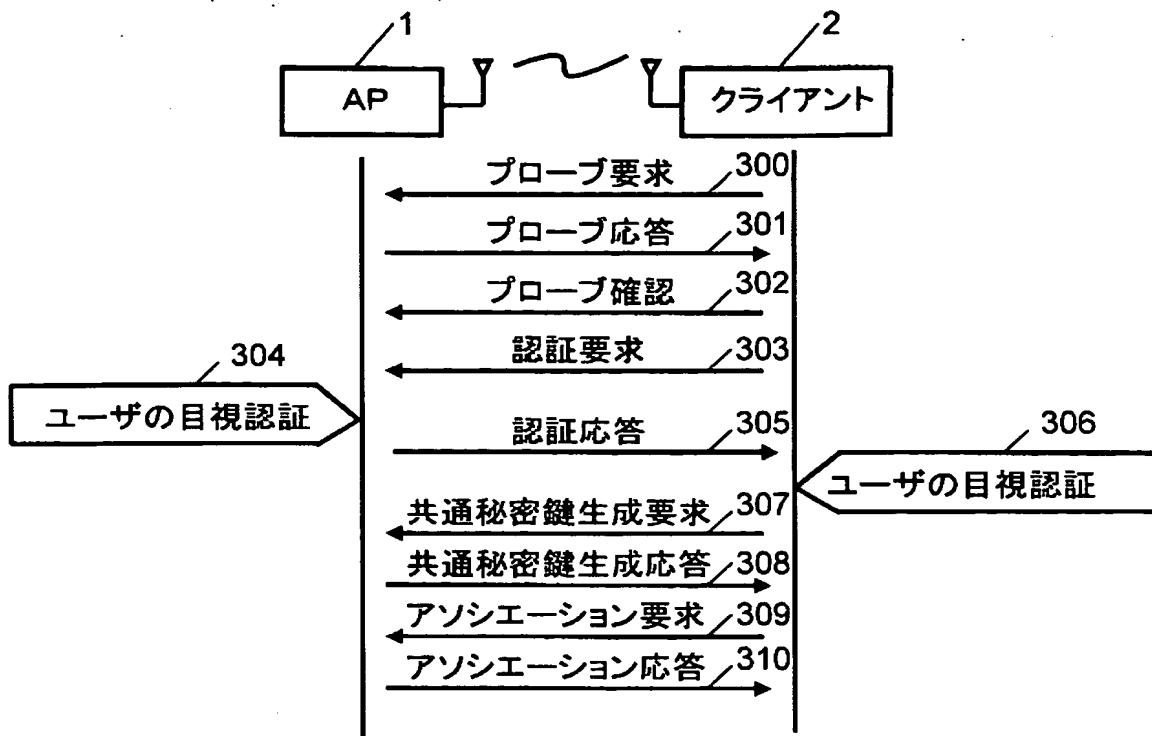 1
2
AP
クライアント
プローブ要求
300
プローブ応答
301
プローブ確認
302
認証要求
303
304
ユーザの目視認証
認証応答
305
306
ユーザの目視認証
共通秘密鍵生成要求
307
共通秘密鍵生成応答
308
アソシエーション要求
309
アソシエーション応答
310